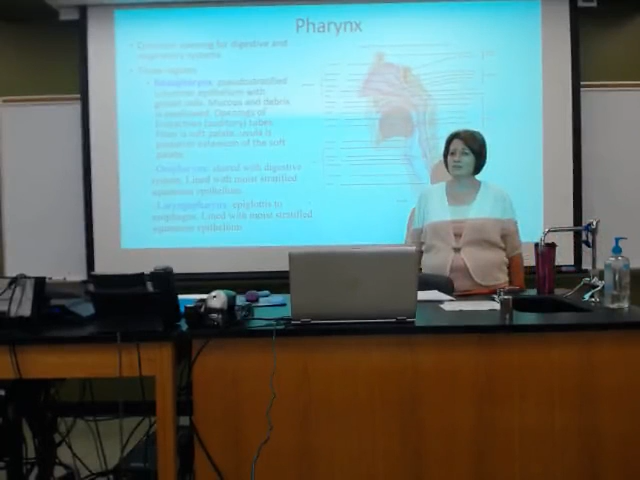 Pharynx
Common opening for digestive and
respiratory systems
Three regions
Nasopharynx: pseudostratified
columnar epithelium with
goblet cells. Mucous and debris
is swallowed. Openings of
Eustachian (auditory) tubes.
Floor is soft palate, uvula is
posterior extension of the soft
palate.
Oropharynx: shared with digestive
system. Lined with moist stratified
squamous epithelium.
Laryngopharynx: epiglottis to
esophagus. Lined with moist stratified
squamous epithelium